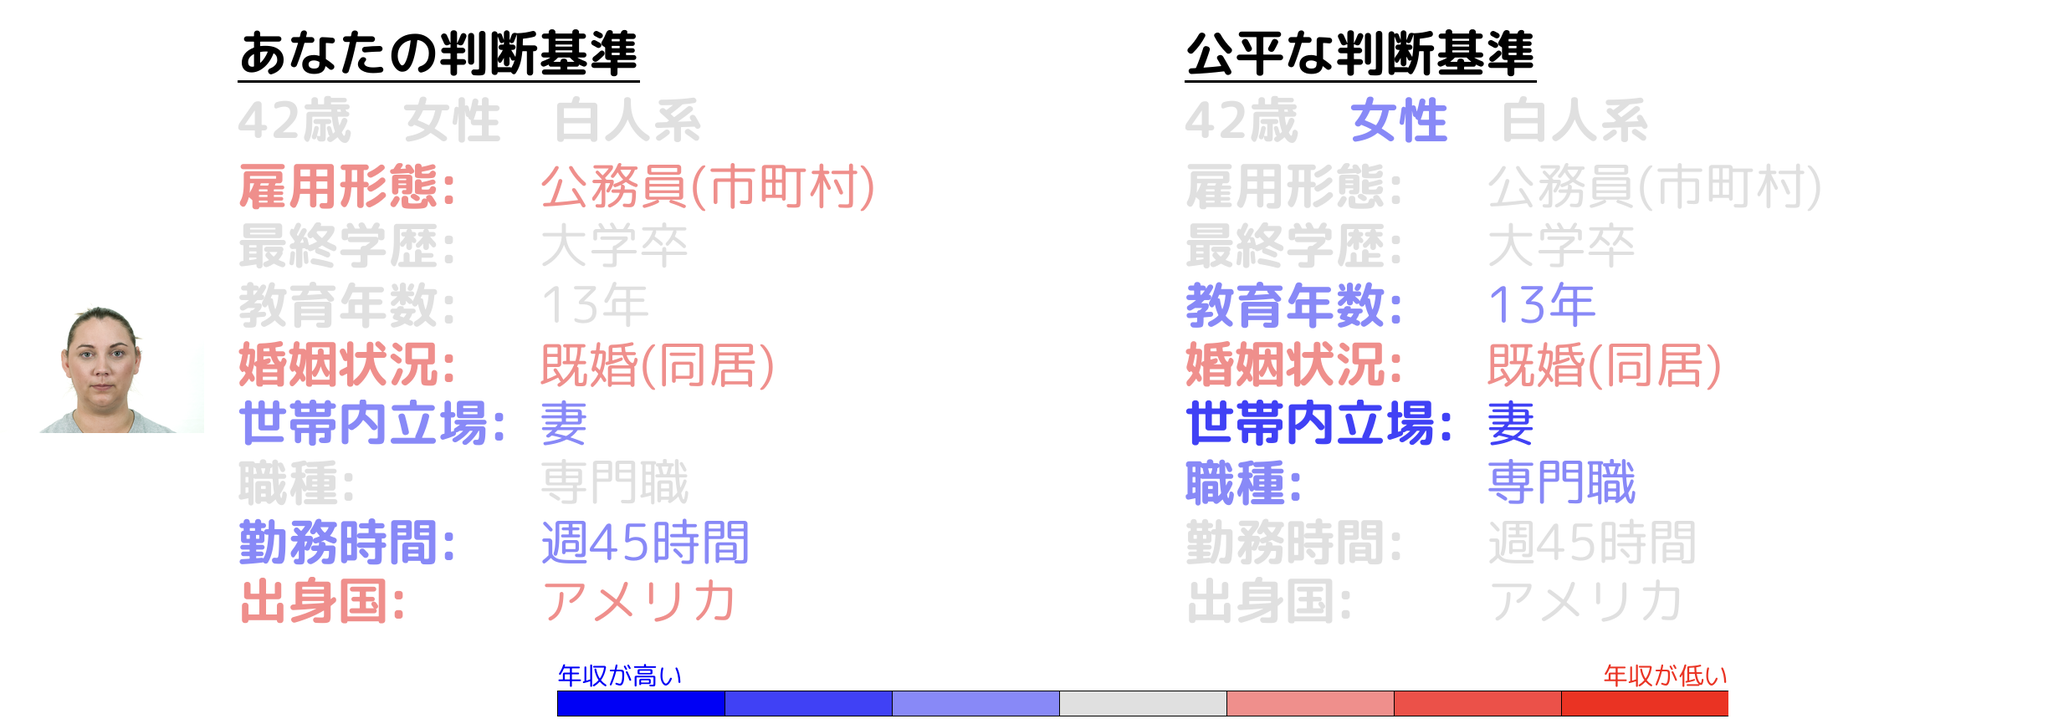 あなたの判断基準
42歳 女性 白人系
雇用形態: 公務員(市町村)
最終学歴: 大学卒
教育年数: 13年
婚姻状況: 既婚(同居)
世帯内立場: 妻
職種: 専門職
勤務時間: 週45時間
出身国: アメリカ
公平な判断基準
42歳 女性 白人系
雇用形態: 公務員(市町村)
最終学歴: 大学卒
教育年数: 13年
婚姻状況: 既婚(同居)
世帯内立場: 妻
職種: 専門職
勤務時間: 週45時間
出身国: アメリカ
年収が高い
年収が低い